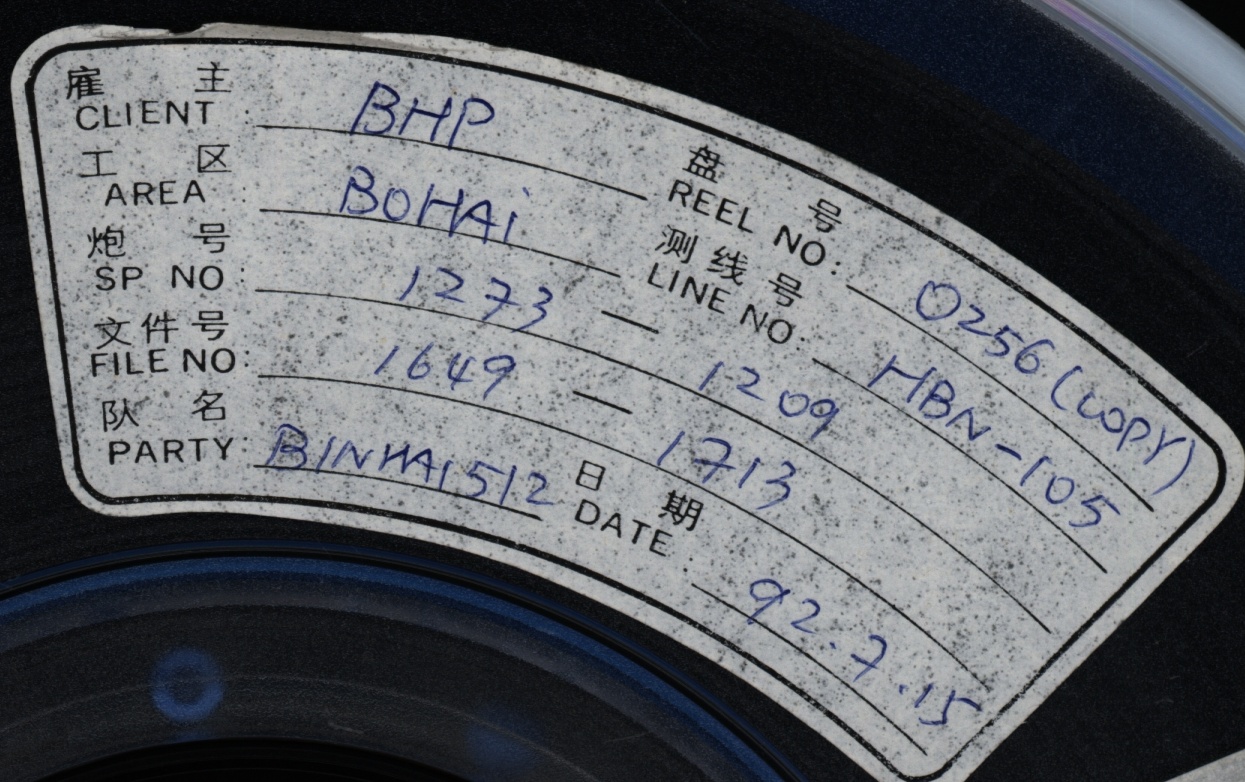 雇 主
CLIENT : BHP
盘 号
REEL NO: 0256 (COPY)
工 区
AREA : BOHAi
测线号
LINE NO: HBN-105
炮 号
SP NO : 1273 — 1209
文件号
FILE NO: 1649 — 1713
队 名
PARTY: BINHAI 512
日 期
DATE : 92.7.15